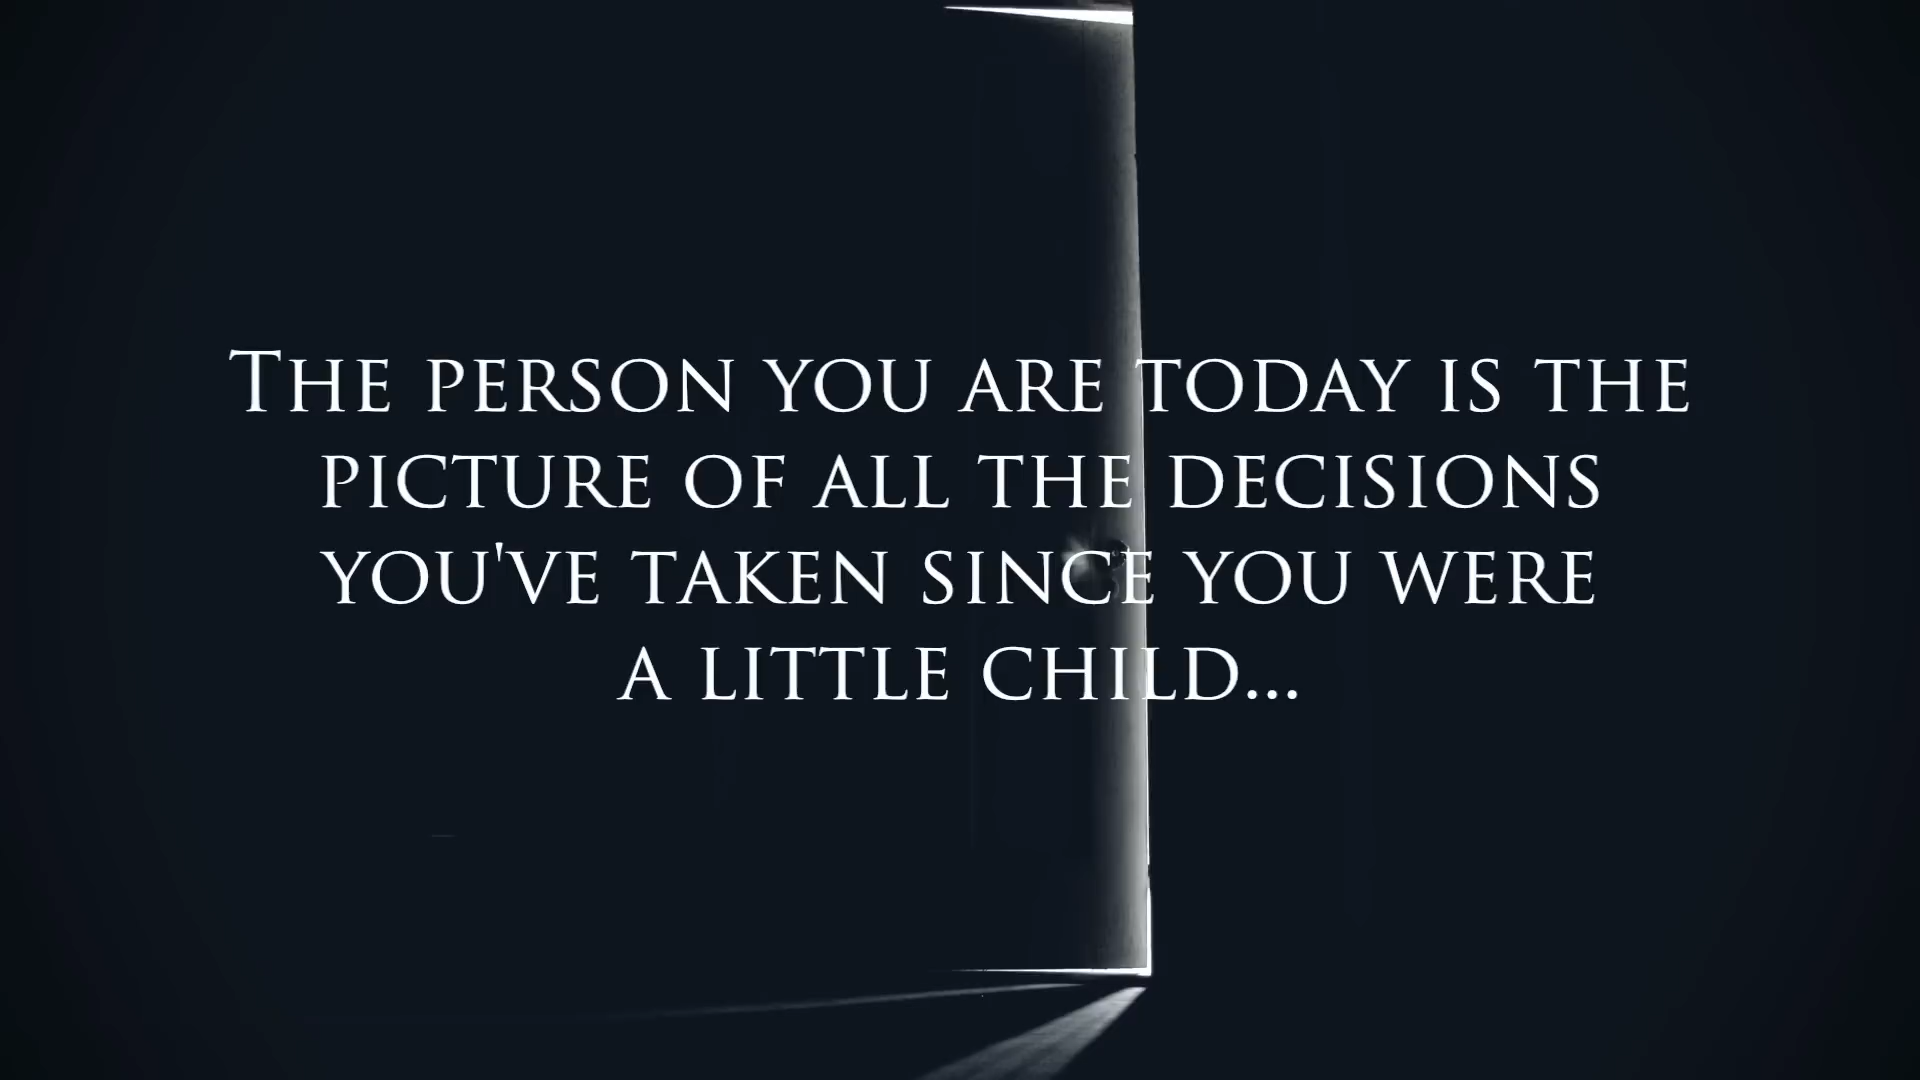 The person you are today is the
picture of all the decisions
you've taken since you were
a little child...